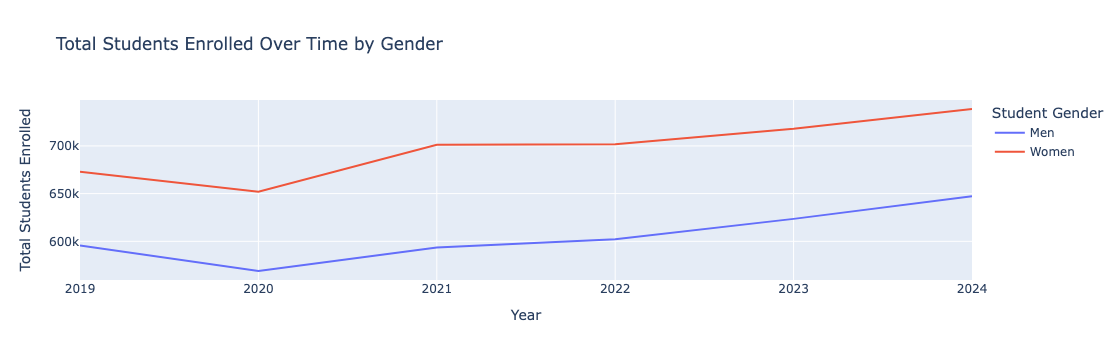 Total Students Enrolled Over Time by Gender
Total Students Enrolled
700k
650k
600k
2019 2020 2021 2022 2023 2024
Year
Student Gender
Men
Women